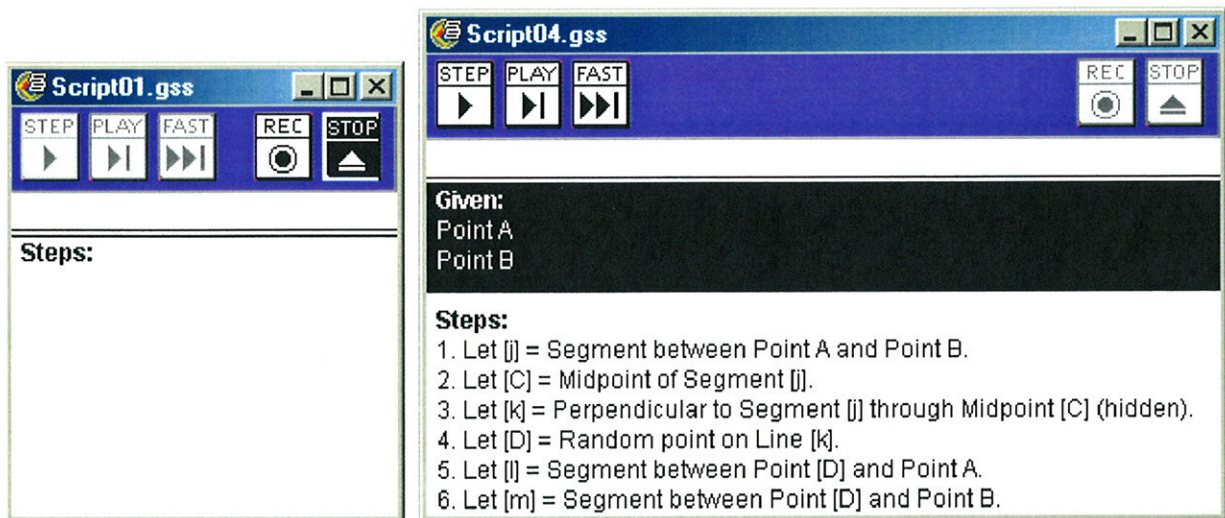 Script01.gss
STEP PLAY FAST REC STOP
Steps:
Script04.gss
STEP PLAY FAST REC STOP
Given:
Point A
Point B
Steps:
1. Let [j] = Segment between Point A and Point B.
2. Let [C] = Midpoint of Segment [j].
3. Let [k] = Perpendicular to Segment [j] through Midpoint [C] (hidden).
4. Let [D] = Random point on Line [k].
5. Let [l] = Segment between Point [D] and Point A.
6. Let [m] = Segment between Point [D] and Point B.